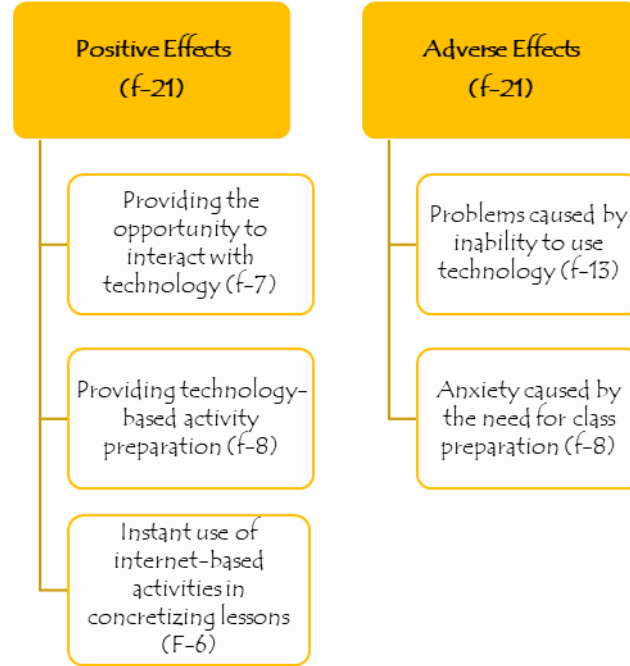 Positive Effects
(f-21)
Providing the
opportunity to
interact with
technology (f-7)
Providing technology-
based activity
preparation (f-8)
Instant use of
internet-based
activities in
concretizing lessons
(F-6)
Adverse Effects
(f-21)
Problems caused by
inability to use
technology (f-13)
Anxiety caused by
the need for class
preparation (f-8)